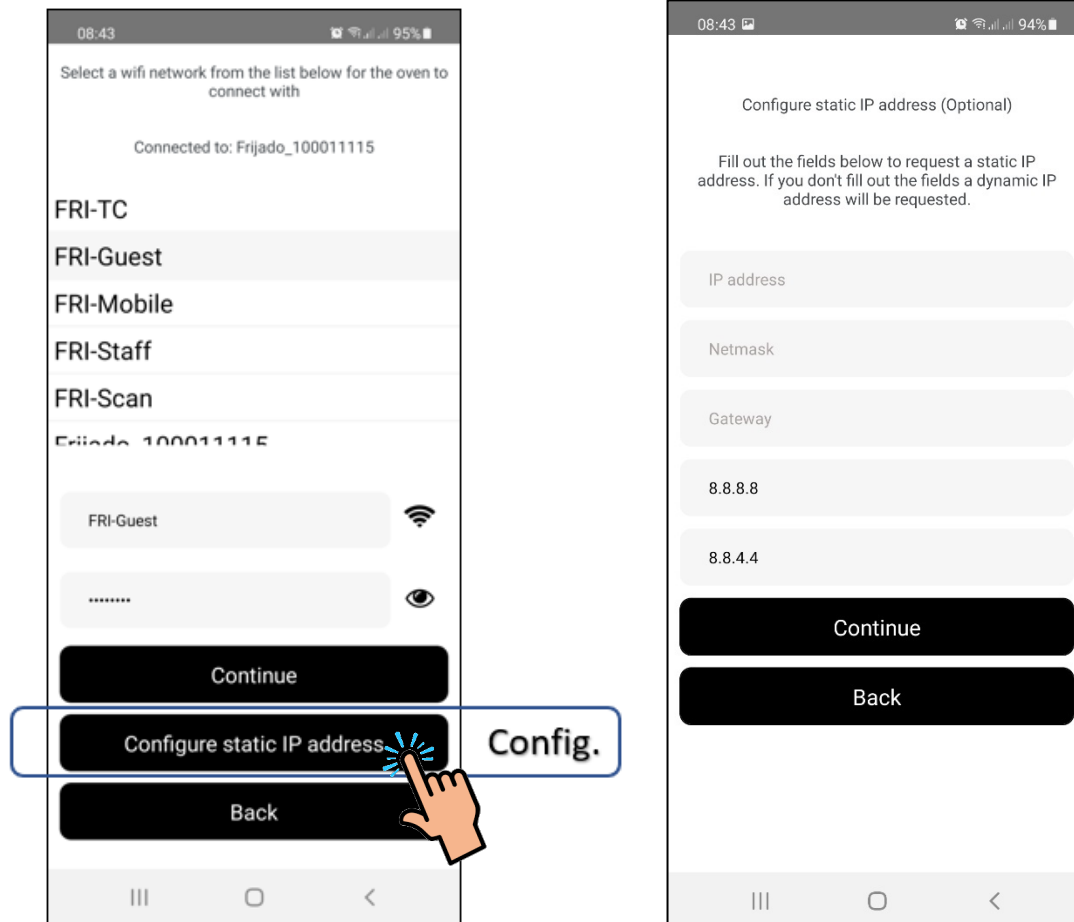 08:43
95%
Select a wifi network from the list below for the oven to
connect with
Connected to: Frijado_100011115
FRI-TC
FRI-Guest
FRI-Mobile
FRI-Staff
FRI-Scan
Frijado_100011115
FRI-Guest
••••••••
Continue
Configure static IP address
Config.
Back
08:43
94%
Configure static IP address (Optional)
Fill out the fields below to request a static IP
address. If you don't fill out the fields a dynamic IP
address will be requested.
IP address
Netmask
Gateway
8.8.8.8
8.8.4.4
Continue
Back